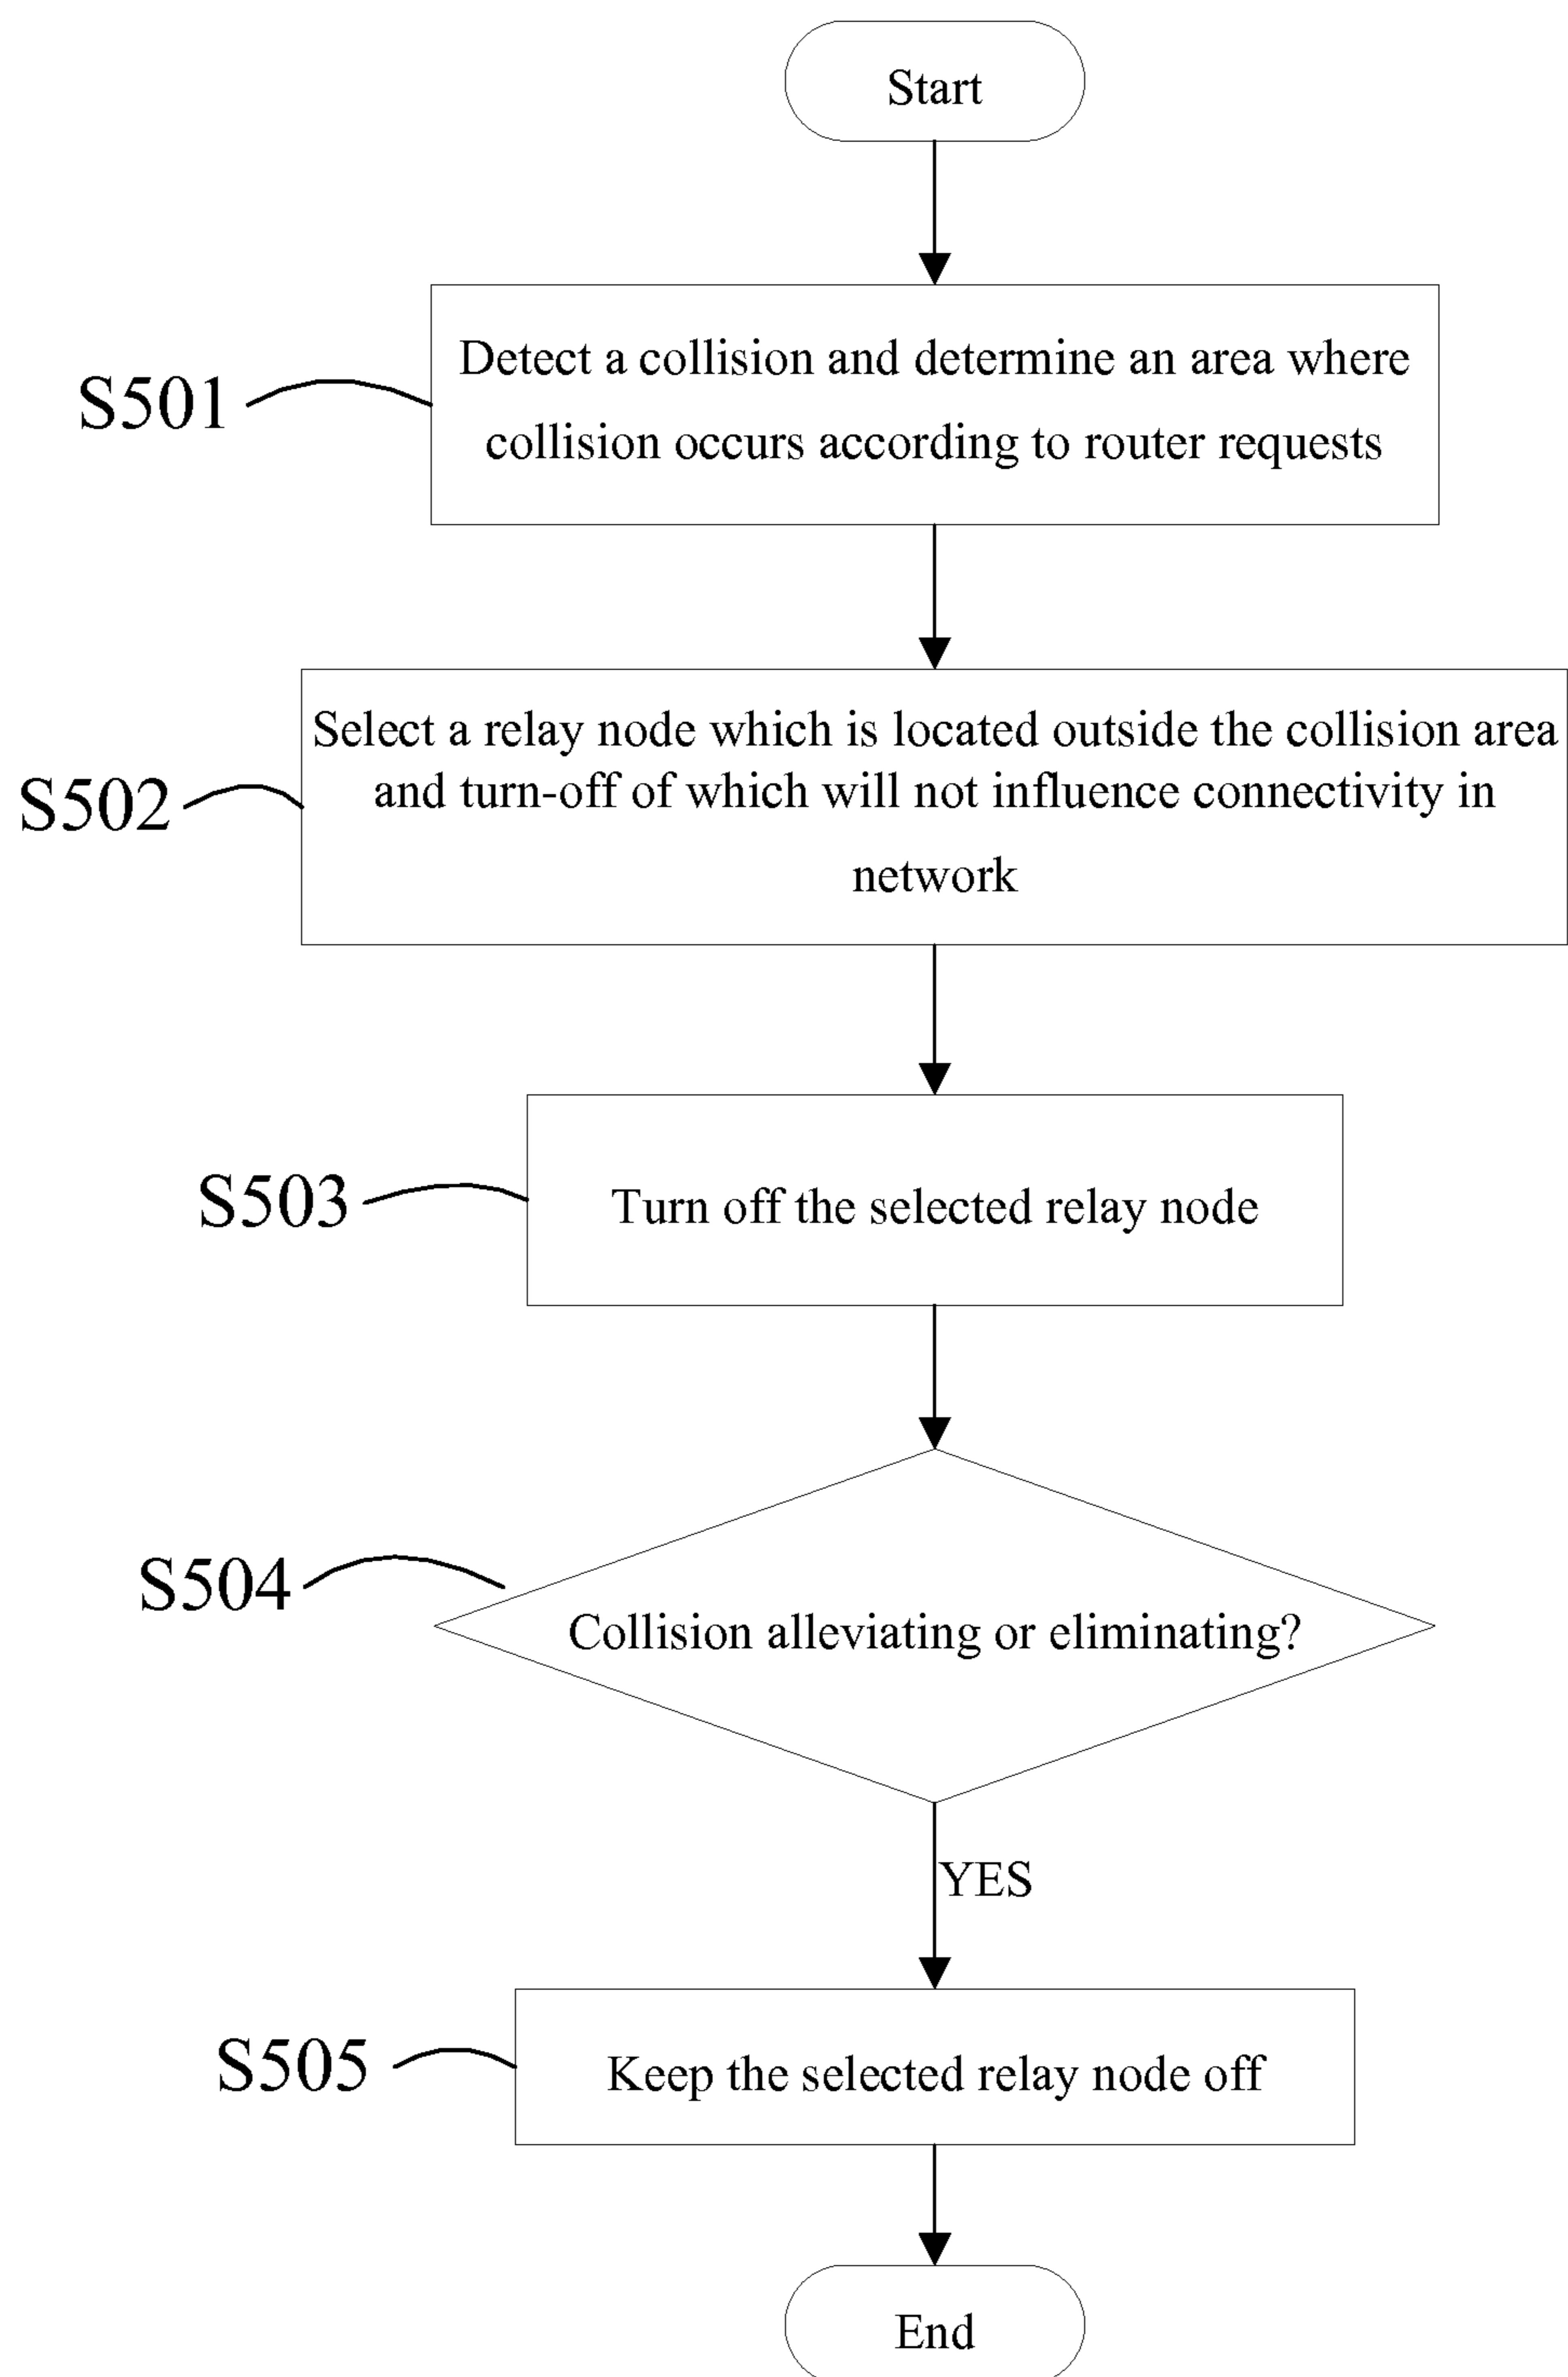 Start
S501
Detect a collision and determine an area where
collision occurs according to router requests
S502
Select a relay node which is located outside the collision area
and turn-off of which will not influence connectivity in
network
S503
Turn off the selected relay node
S504
Collision alleviating or eliminating?
YES
S505
Keep the selected relay node off
End